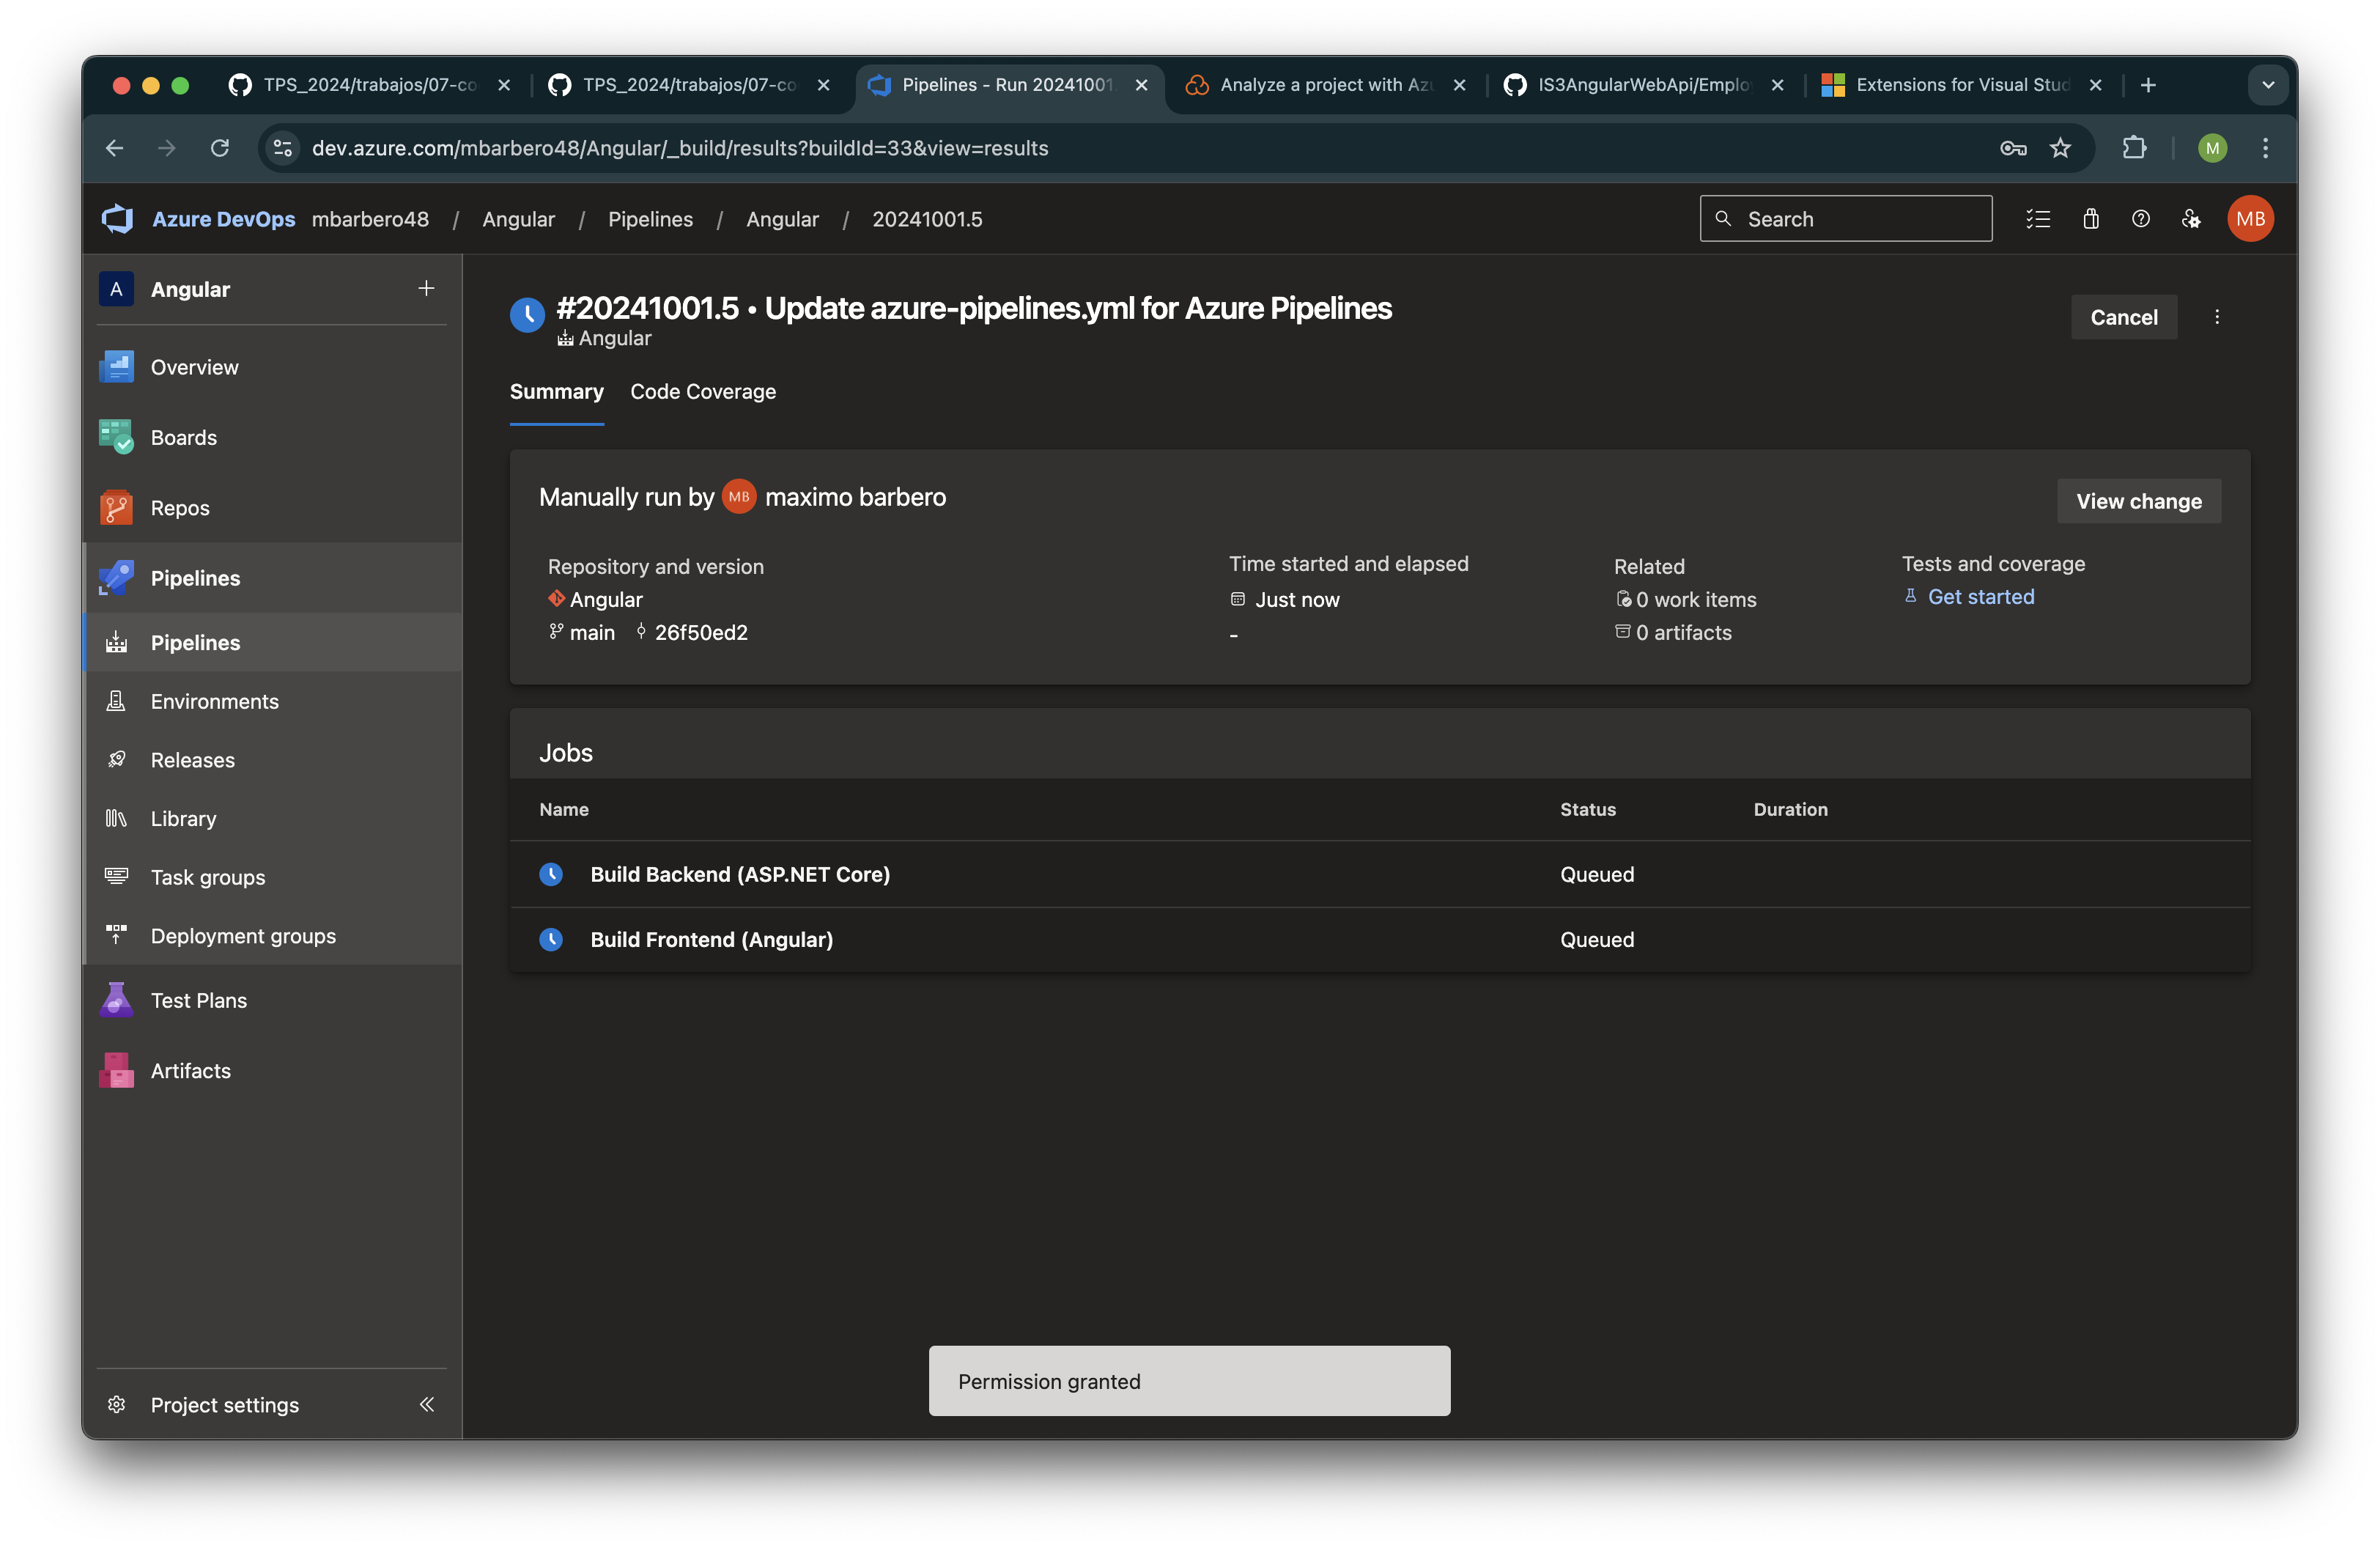 TPS_2024/trabajos/07-co
TPS_2024/trabajos/07-co
Pipelines - Run 20241001.
Analyze a project with Azu
IS3AngularWebApi/Emplo
Extensions for Visual Stud
dev.azure.com/mbarbero48/Angular/_build/results?buildId=33&view=results
M
Azure DevOps mbarbero48 / Angular / Pipelines / Angular / 20241001.5
Search
MB
A Angular
Overview
Boards
Repos
Pipelines
Pipelines
Environments
Releases
Library
Task groups
Deployment groups
Test Plans
Artifacts
Project settings
#20241001.5 • Update azure-pipelines.yml for Azure Pipelines
Angular
Cancel
Summary Code Coverage
Manually run by MB maximo barbero
View change
Repository and version
Angular
main 26f50ed2
Time started and elapsed
Just now
-
Related
0 work items
0 artifacts
Tests and coverage
Get started
Jobs
Name Status Duration
Build Backend (ASP.NET Core) Queued
Build Frontend (Angular) Queued
Permission granted